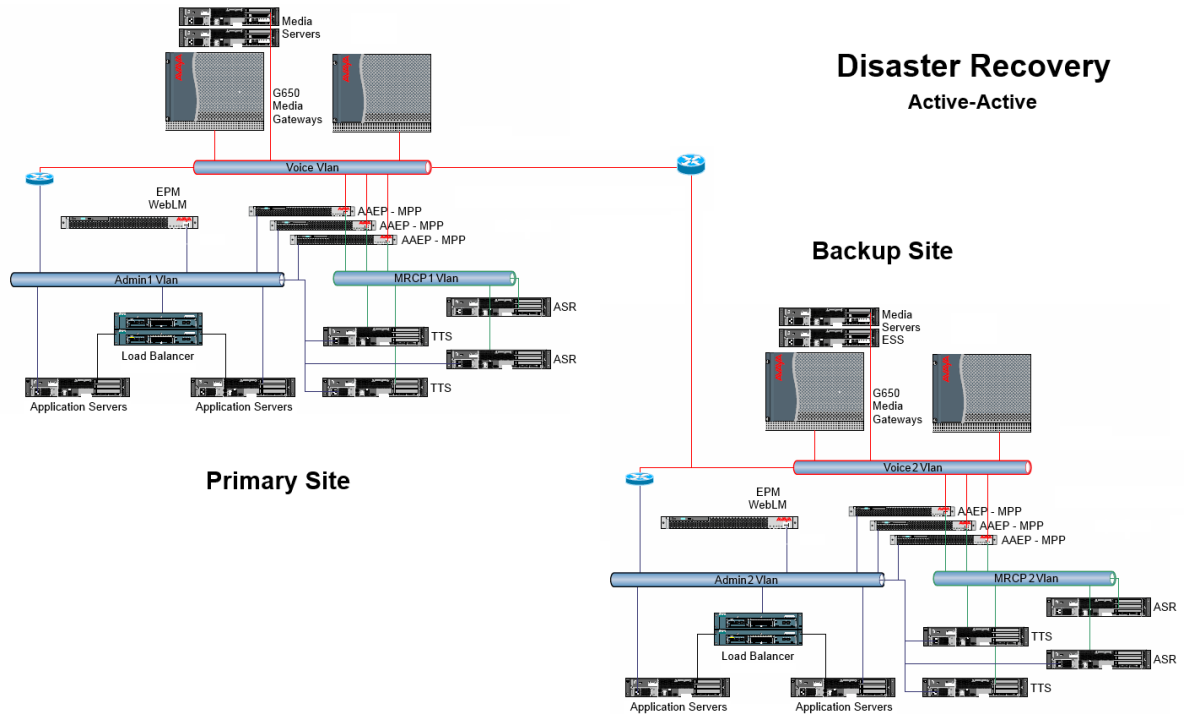 Disaster Recovery
Active-Active
Media
Servers
G650
Media
Gateways
Voice Vlan
EPM
WebLM
AAEP - MPP
AAEP - MPP
AAEP - MPP
Admin1 Vlan
MRCP1 Vlan
ASR
TTS
Load Balancer
ASR
TTS
Application Servers
Application Servers
Primary Site
Backup Site
Media
Servers
ESS
G650
Media
Gateways
Voice2 Vlan
EPM
WebLM
AAEP - MPP
AAEP - MPP
AAEP - MPP
Admin2 Vlan
MRCP2 Vlan
ASR
TTS
Load Balancer
ASR
TTS
Application Servers
Application Servers